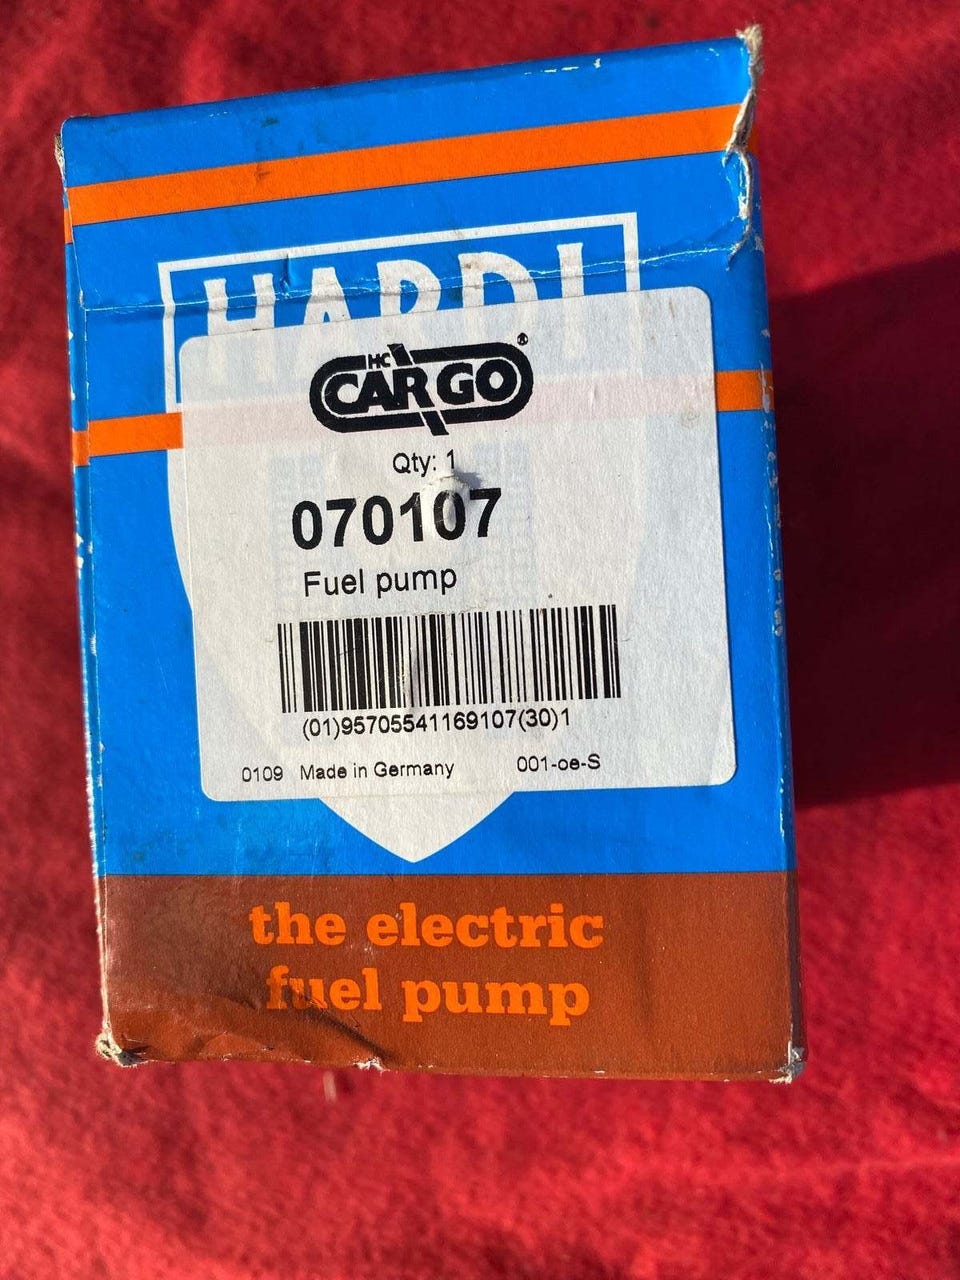 HARDI
HC
CARGO®
Qty: 1
070107
Fuel pump
(01)95705541169107(30)1
0109 Made in Germany 001-oe-S
the electric
fuel pump